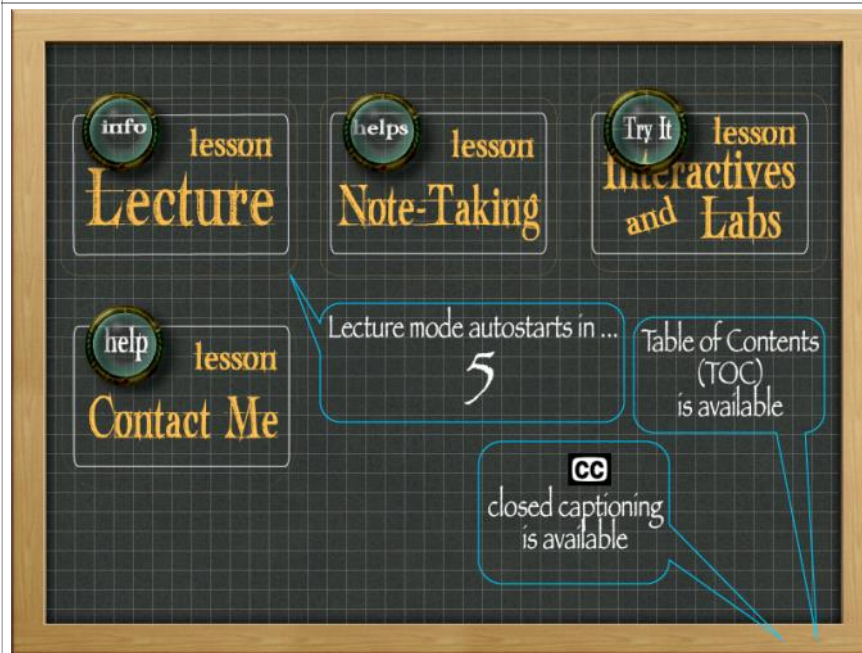 info
lesson
Lecture
helps
lesson
Note-Taking
Try It
lesson
Interactives
and Labs
help
lesson
Contact Me
Lecture mode autostarts in ...
5
Table of Contents
(TOC)
is available
CC
closed captioning
is available